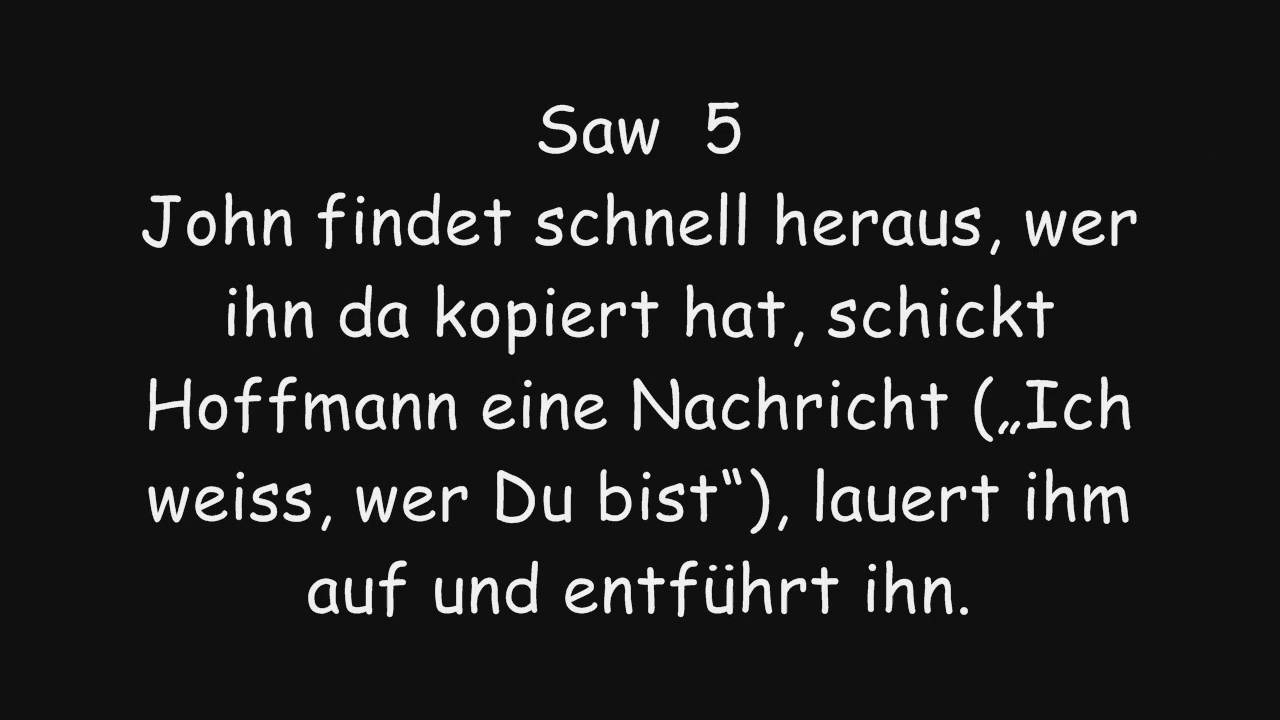 Saw 5
John findet schnell heraus, wer
ihn da kopiert hat, schickt
Hoffmann eine Nachricht („Ich
weiss, wer Du bist“), lauert ihm
auf und entführt ihn.